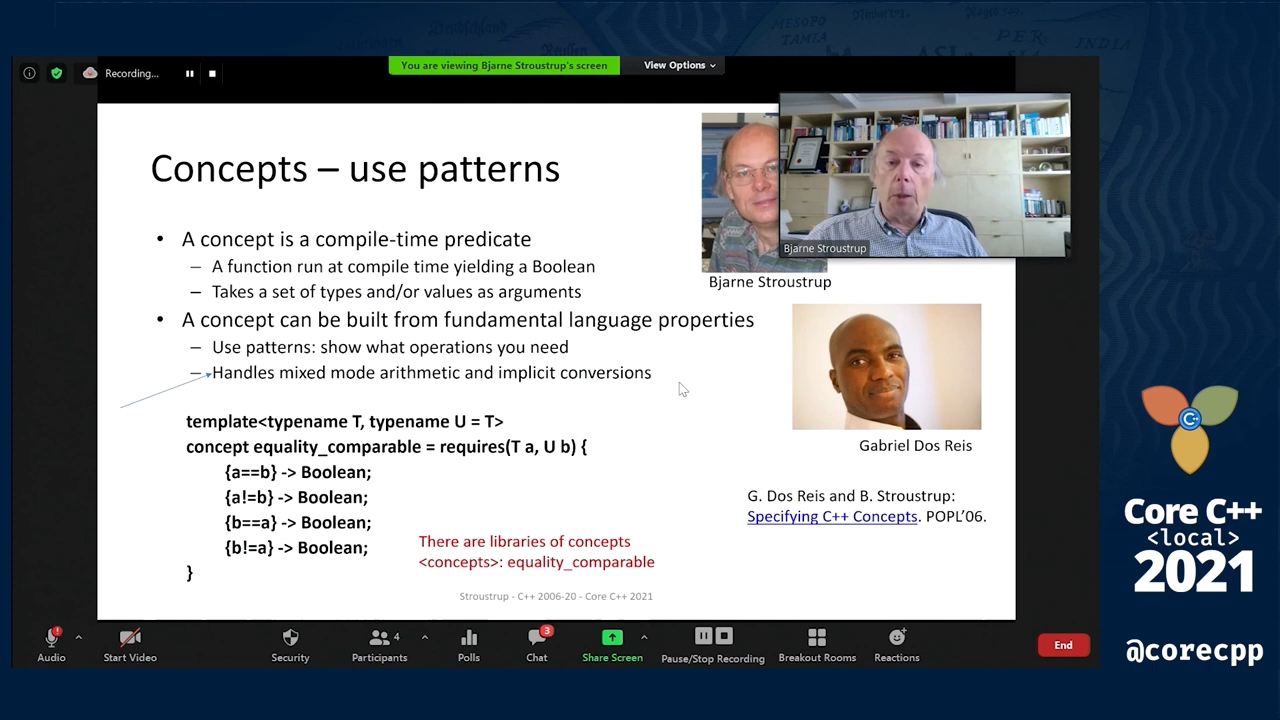 MESOPO
TAMIA
PER
INDIA
Recording...
You are viewing Bjarne Stroustrup's screen
View Options
Concepts – use patterns
• A concept is a compile-time predicate
– A function run at compile time yielding a Boolean
– Takes a set of types and/or values as arguments
• A concept can be built from fundamental language properties
– Use patterns: show what operations you need
– Handles mixed mode arithmetic and implicit conversions
template<typename T, typename U = T>
concept equality_comparable = requires(T a, U b) {
{a==b} -> Boolean;
{a!=b} -> Boolean;
{b==a} -> Boolean;
{b!=a} -> Boolean;
}
There are libraries of concepts
<concepts>: equality_comparable
Stroustrup - C++ 2006-20 - Core C++ 2021
Bjarne Stroustrup
Bjarne Stroustrup
Gabriel Dos Reis
G. Dos Reis and B. Stroustrup:
Specifying C++ Concepts. POPL’06.
C++
Core C++
<local>
2021
@corecpp
Audio
Start Video
Security
4
Participants
Polls
3
Chat
Share Screen
Pause/Stop Recording
Breakout Rooms
Reactions
End